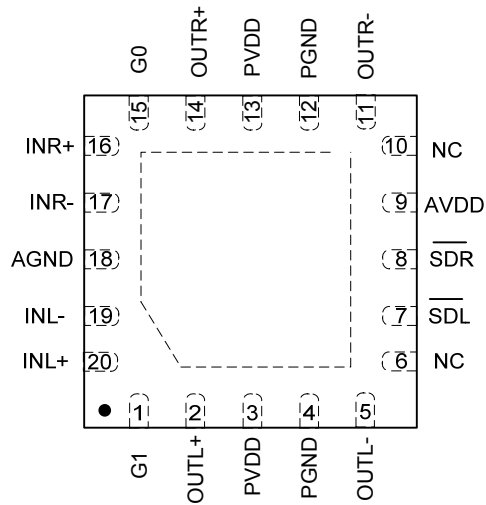 G0 OUTR+ PVDD PGND OUTR-
15 14 13 12 11
INR+ 16 10 NC
INR- 17 9 AVDD
AGND 18 8 S̅D̅R̅
INL- 19 7 S̅D̅L̅
INL+ 20 6 NC
1 2 3 4 5
G1 OUTL+ PVDD PGND OUTL-